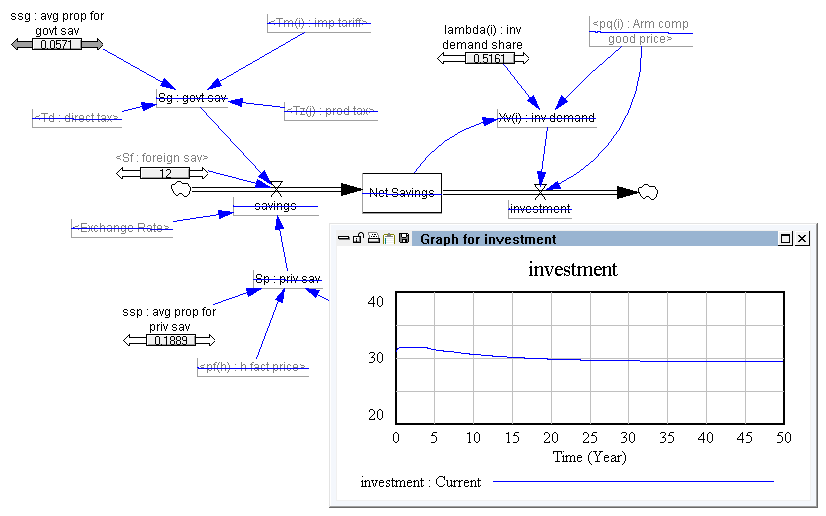 ssg : avg prop for
govt sav
0.0571
<Tm(i) : imp tariff>
lambda(i) : inv
demand share
0.5161
<pq(i) : Arm comp
good price>
Sg : govt sav
<Td : direct tax>
<Tz(j) : prod tax>
Xv(i) : inv demand
<Sf : foreign sav>
12
Net Savings
savings
investment
<Exchange Rate>
Sp : priv sav
ssp : avg prop for
priv sav
0.1889
<pf(h) : h fact price>
Graph for investment
investment
40
30
20
0 5 10 15 20 25 30 35 40 45 50
Time (Year)
investment : Current